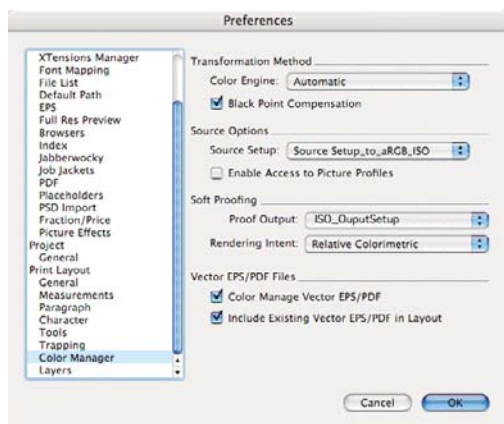 Preferences
XTensions Manager
Font Mapping
File List
Default Path
EPS
Full Res Preview
Browsers
Index
Jabberwocky
Job Jackets
PDF
Placeholders
PSD Import
Fraction/Price
Picture Effects
Project
General
Print Layout
General
Measurements
Paragraph
Character
Tools
Trapping
Color Manager
Layers
Transformation Method
Color Engine: Automatic
Black Point Compensation
Source Options
Source Setup: Source Setup_to_aRGB_ISO
Enable Access to Picture Profiles
Soft Proofing
Proof Output: ISO_OuputSetup
Rendering Intent: Relative Colorimetric
Vector EPS/PDF Files
Color Manage Vector EPS/PDF
Include Existing Vector EPS/PDF in Layout
Cancel
OK